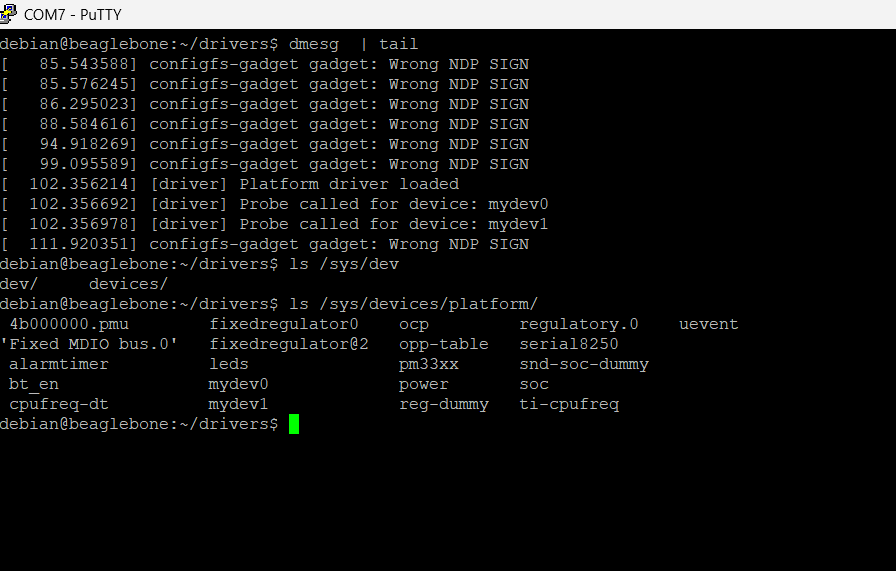 COM7 - PuTTY
debian@beaglebone:~/drivers$ dmesg  | tail
[   85.543588] configfs-gadget gadget: Wrong NDP SIGN
[   85.576245] configfs-gadget gadget: Wrong NDP SIGN
[   86.295023] configfs-gadget gadget: Wrong NDP SIGN
[   88.584616] configfs-gadget gadget: Wrong NDP SIGN
[   94.918269] configfs-gadget gadget: Wrong NDP SIGN
[   99.095589] configfs-gadget gadget: Wrong NDP SIGN
[  102.356214] [driver] Platform driver loaded
[  102.356692] [driver] Probe called for device: mydev0
[  102.356978] [driver] Probe called for device: mydev1
[  111.920351] configfs-gadget gadget: Wrong NDP SIGN
debian@beaglebone:~/drivers$ ls /sys/dev
dev/     devices/
debian@beaglebone:~/drivers$ ls /sys/devices/platform/
 4b000000.pmu        fixedregulator0    ocp         regulatory.0    uevent
'Fixed MDIO bus.0'   fixedregulator@2   opp-table   serial8250
 alarmtimer          leds               pm33xx      snd-soc-dummy
 bt_en               mydev0             power       soc
 cpufreq-dt          mydev1             reg-dummy   ti-cpufreq
debian@beaglebone:~/drivers$